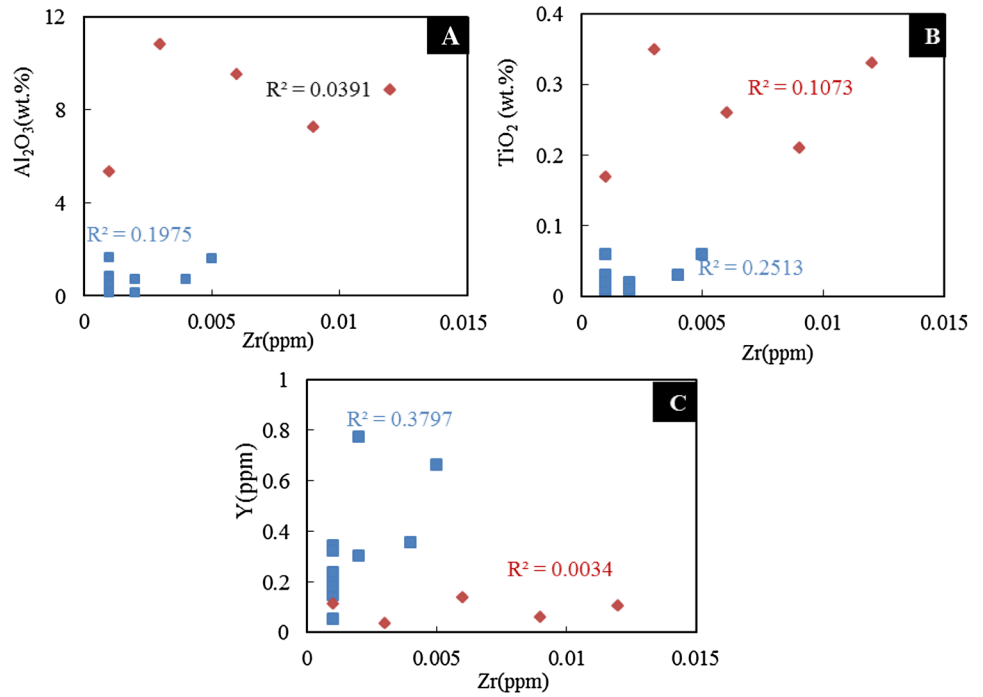 A
12
8
4
0
Al₂O₃(wt.%)
R² = 0.0391
R² = 0.1975
0 0.005 0.01 0.015
Zr(ppm)
B
0.4
0.3
0.2
0.1
0
TiO₂ (wt.%)
R² = 0.1073
R² = 0.2513
0 0.005 0.01 0.015
Zr(ppm)
C
1
0.8
0.6
0.4
0.2
0
Y(ppm)
R² = 0.3797
R² = 0.0034
0 0.005 0.01 0.015
Zr(ppm)